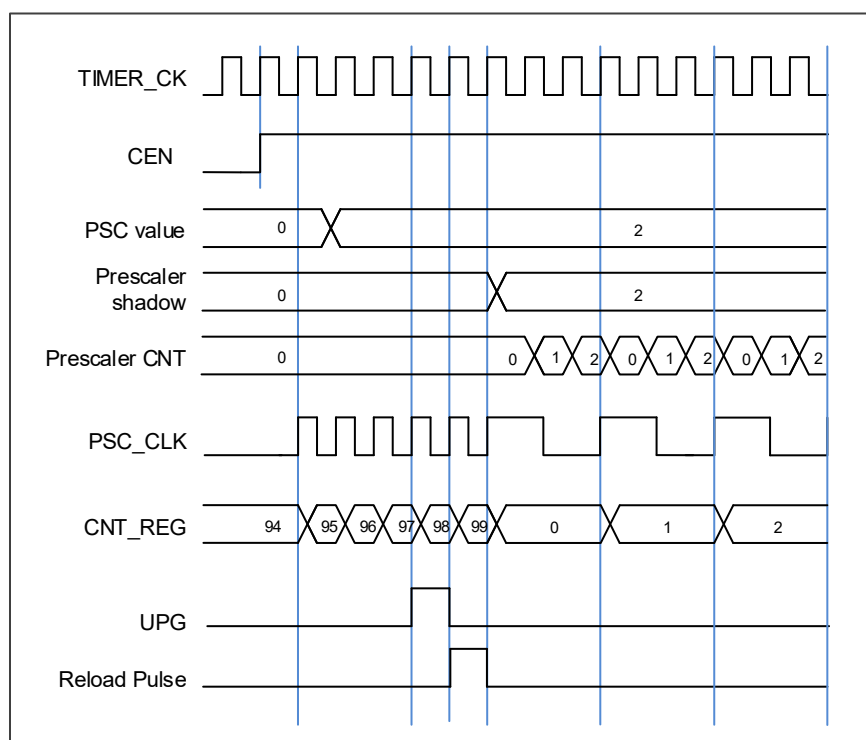 TIMER_CK
CEN
PSC value 0 2
Prescaler
shadow 0 2
Prescaler CNT 0 0 1 2 0 1 2 0 1 2
PSC_CLK
CNT_REG 94 95 96 97 98 99 0 1 2
UPG
Reload Pulse